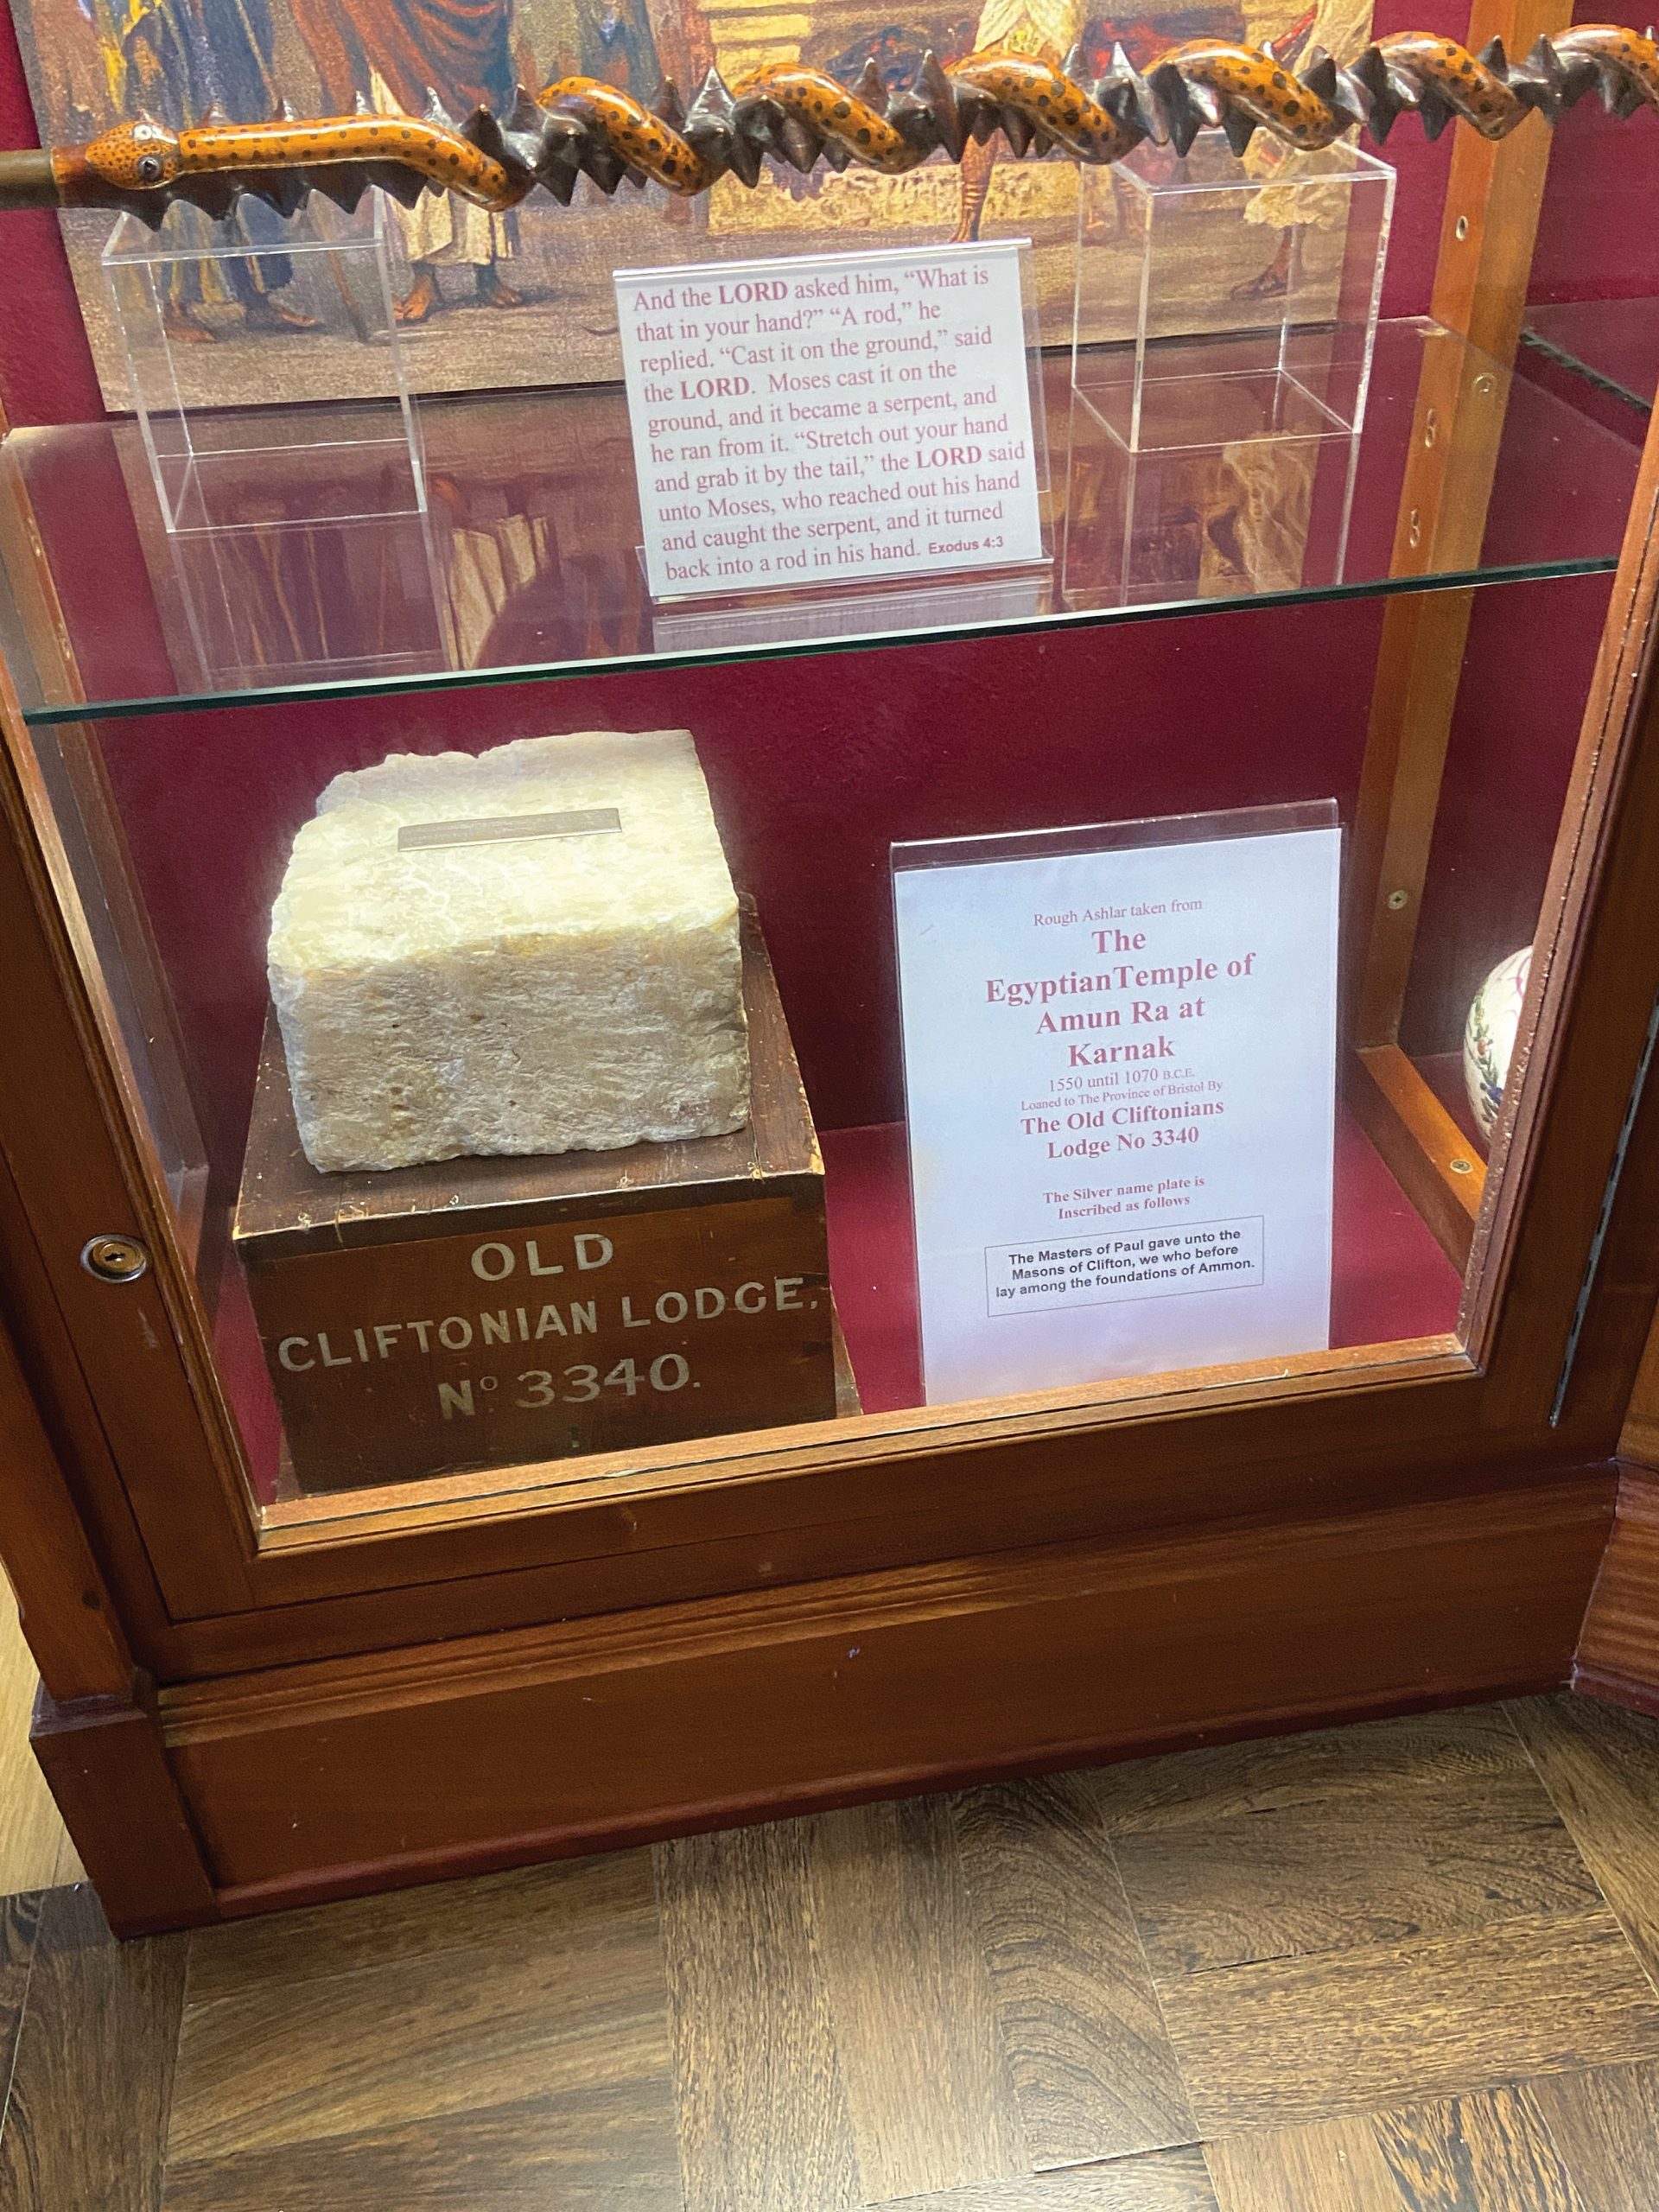 And the LORD asked him, “What is
that in your hand?” “A rod,” he
replied. “Cast it on the ground,” said
the LORD. Moses cast it on the
ground, and it became a serpent, and
he ran from it. “Stretch out your hand
and grab it by the tail,” the LORD said
unto Moses, who reached out his hand
and caught the serpent, and it turned
back into a rod in his hand. Exodus 4:3
OLD
CLIFTONIAN LODGE,
Nº 3340.
Rough Ashlar taken from
The
EgyptianTemple of
Amun Ra at
Karnak
1550 until 1070 B.C.E.
Loaned to The Province of Bristol By
The Old Cliftonians
Lodge No 3340
The Silver name plate is
Inscribed as follows
The Masters of Paul gave unto the
Masons of Clifton, we who before
lay among the foundations of Ammon.